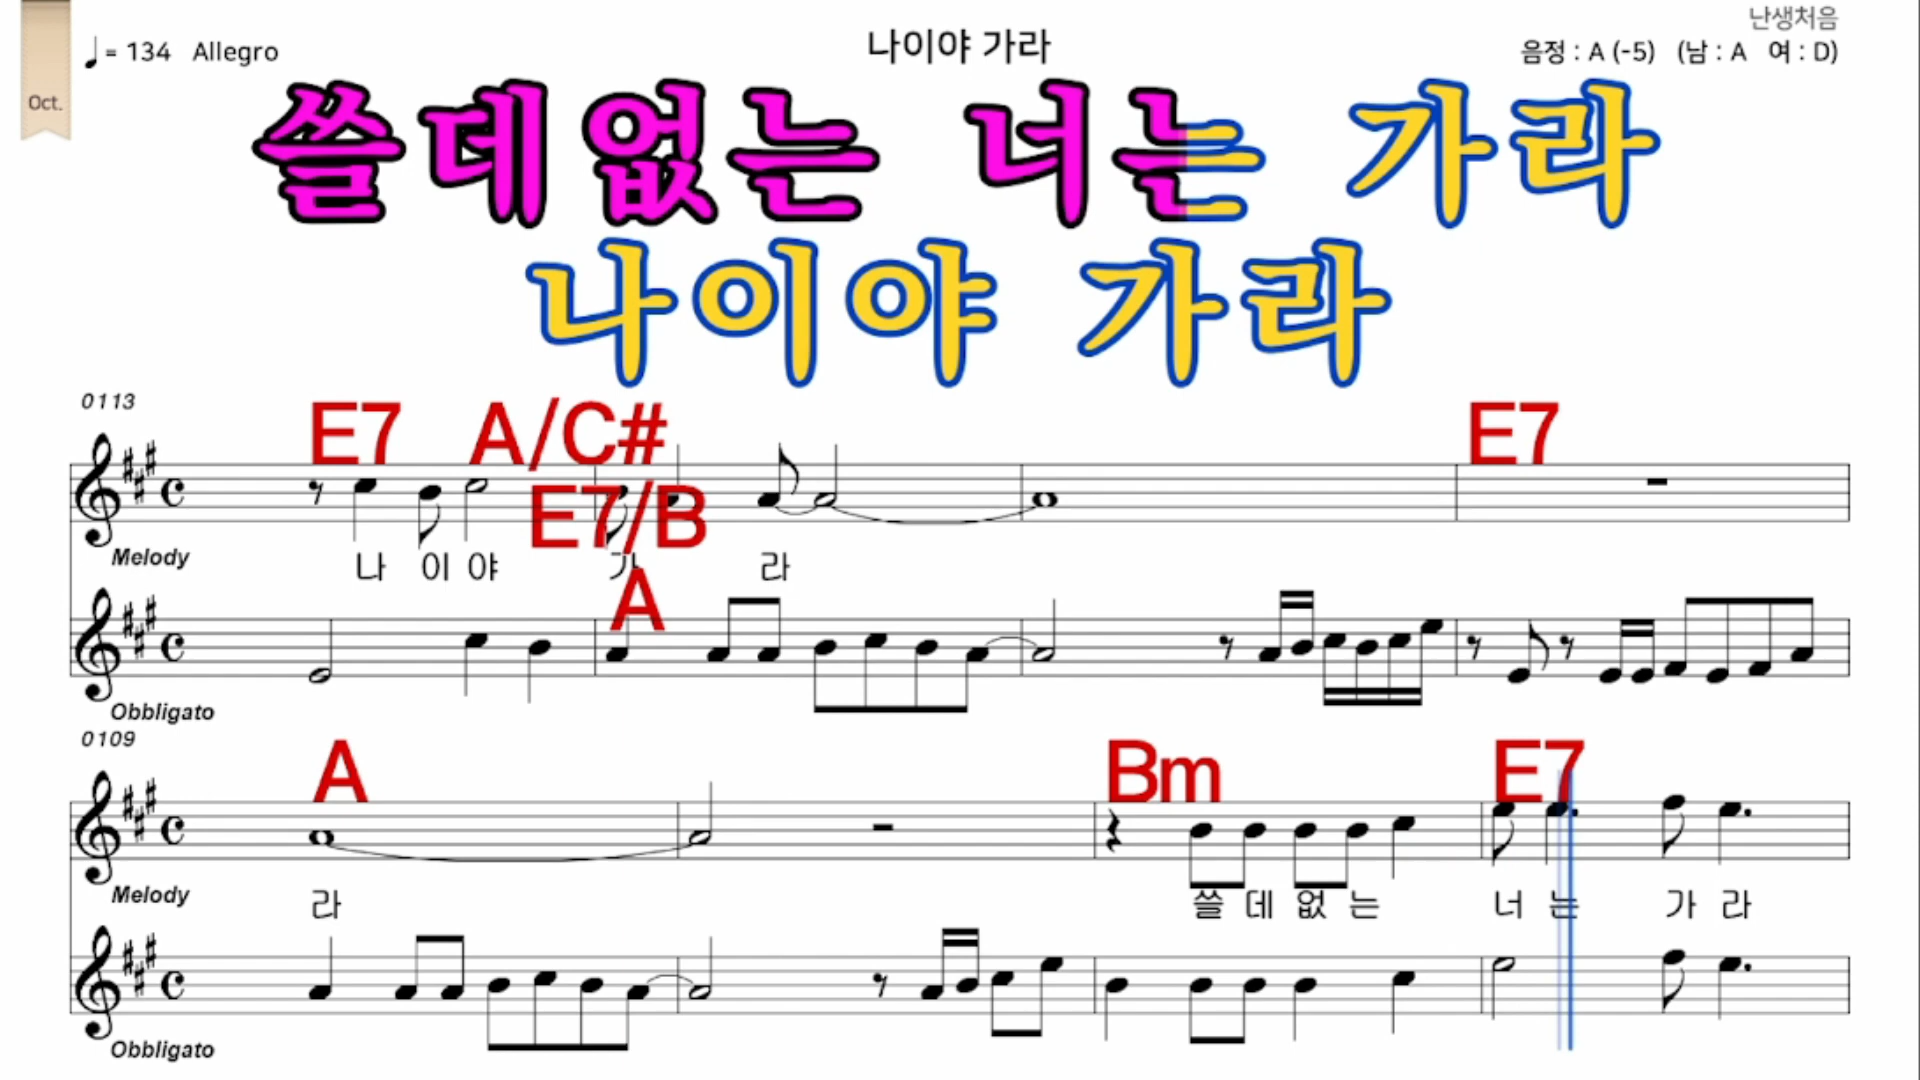 난생처음
♩= 134 Allegro
나이야 가라
음정 : A (-5) (남 : A 여 : D)
Oct.
쓸데없는 너는 가라
나이야 가라
0113
E7 A/C# E7
E7/B
Melody
나 이 야 가 라
A
Obbligato
0109
A Bm E7
Melody
라 쓸 데 없 는 너 는 가 라
Obbligato